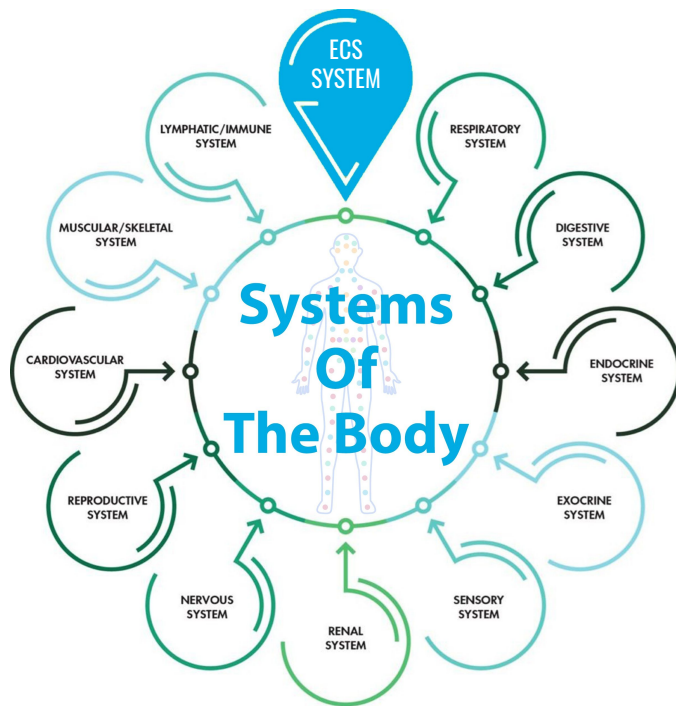 ECS
SYSTEM
LYMPHATIC/IMMUNE
SYSTEM
RESPIRATORY
SYSTEM
MUSCULAR/SKELETAL
SYSTEM
DIGESTIVE
SYSTEM
Systems
Of
The Body
CARDIOVASCULAR
SYSTEM
ENDOCRINE
SYSTEM
REPRODUCTIVE
SYSTEM
EXOCRINE
SYSTEM
NERVOUS
SYSTEM
SENSORY
SYSTEM
RENAL
SYSTEM